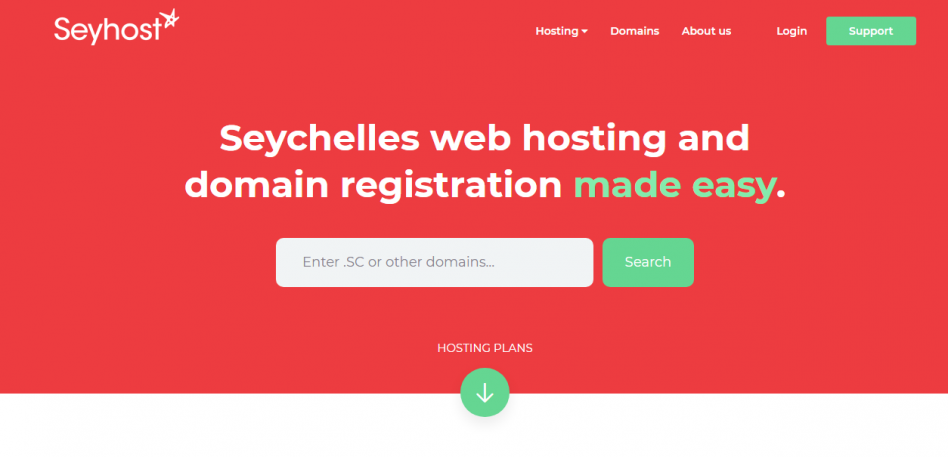 Seyhost
Hosting
Domains
About us
Login
Support
Seychelles web hosting and
domain registration made easy.
Enter .SC or other domains...
Search
HOSTING PLANS